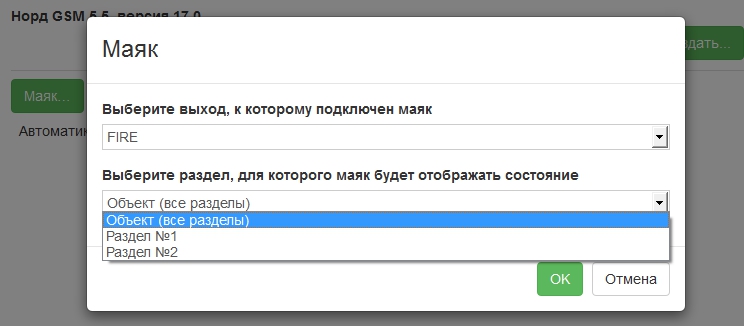 Норд GSM 5.5, версия 17.0
Маяк
здать...
Маяк...
Выберите выход, к которому подключен маяк
Автоматик
FIRE
Выберите раздел, для которого маяк будет отображать состояние
Объект (все разделы)
Объект (все разделы)
Раздел №1
Раздел №2
OK
Отмена